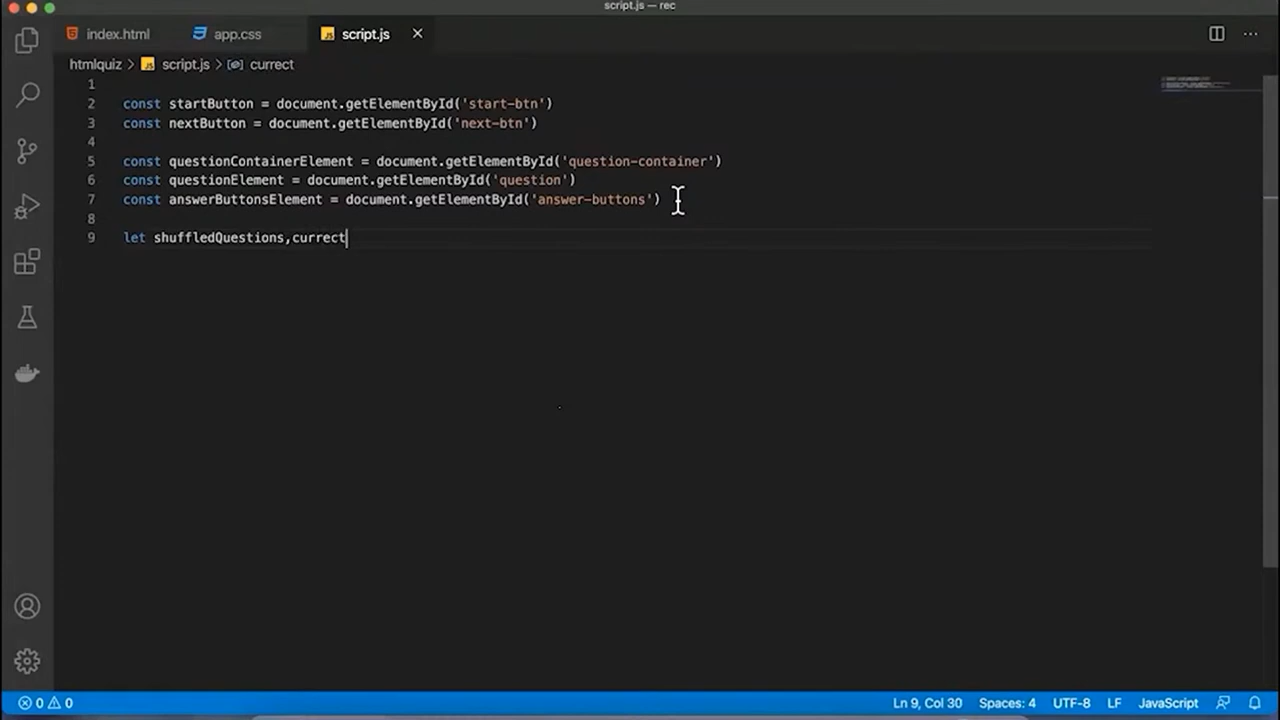 script.js — rec
index.html app.css script.js
htmlquiz > script.js > currect
1
2 const startButton = document.getElementById('start-btn')
3 const nextButton = document.getElementById('next-btn')
4
5 const questionContainerElement = document.getElementById('question-container')
6 const questionElement = document.getElementById('question')
7 const answerButtonsElement = document.getElementById('answer-buttons')
8
9 let shuffledQuestions,currect
0 0 Ln 9, Col 30 Spaces: 4 UTF-8 LF JavaScript